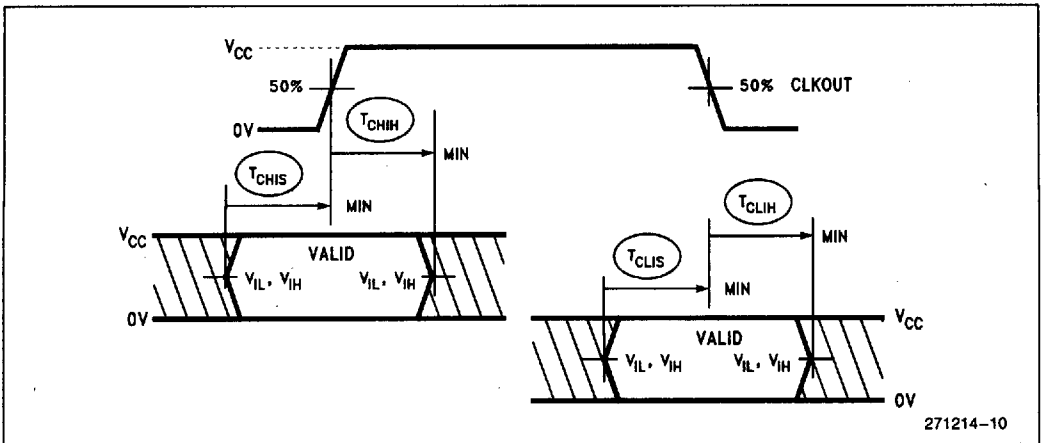 V_CC
50%
50% CLKOUT
0V
T_CHIH
MIN
T_CHIS
MIN
T_CLIH
MIN
V_CC
VALID
V_IL, V_IH
V_IL, V_IH
0V
T_CLIS
MIN
V_CC
VALID
V_IL, V_IH
V_IL, V_IH
0V
271214-10